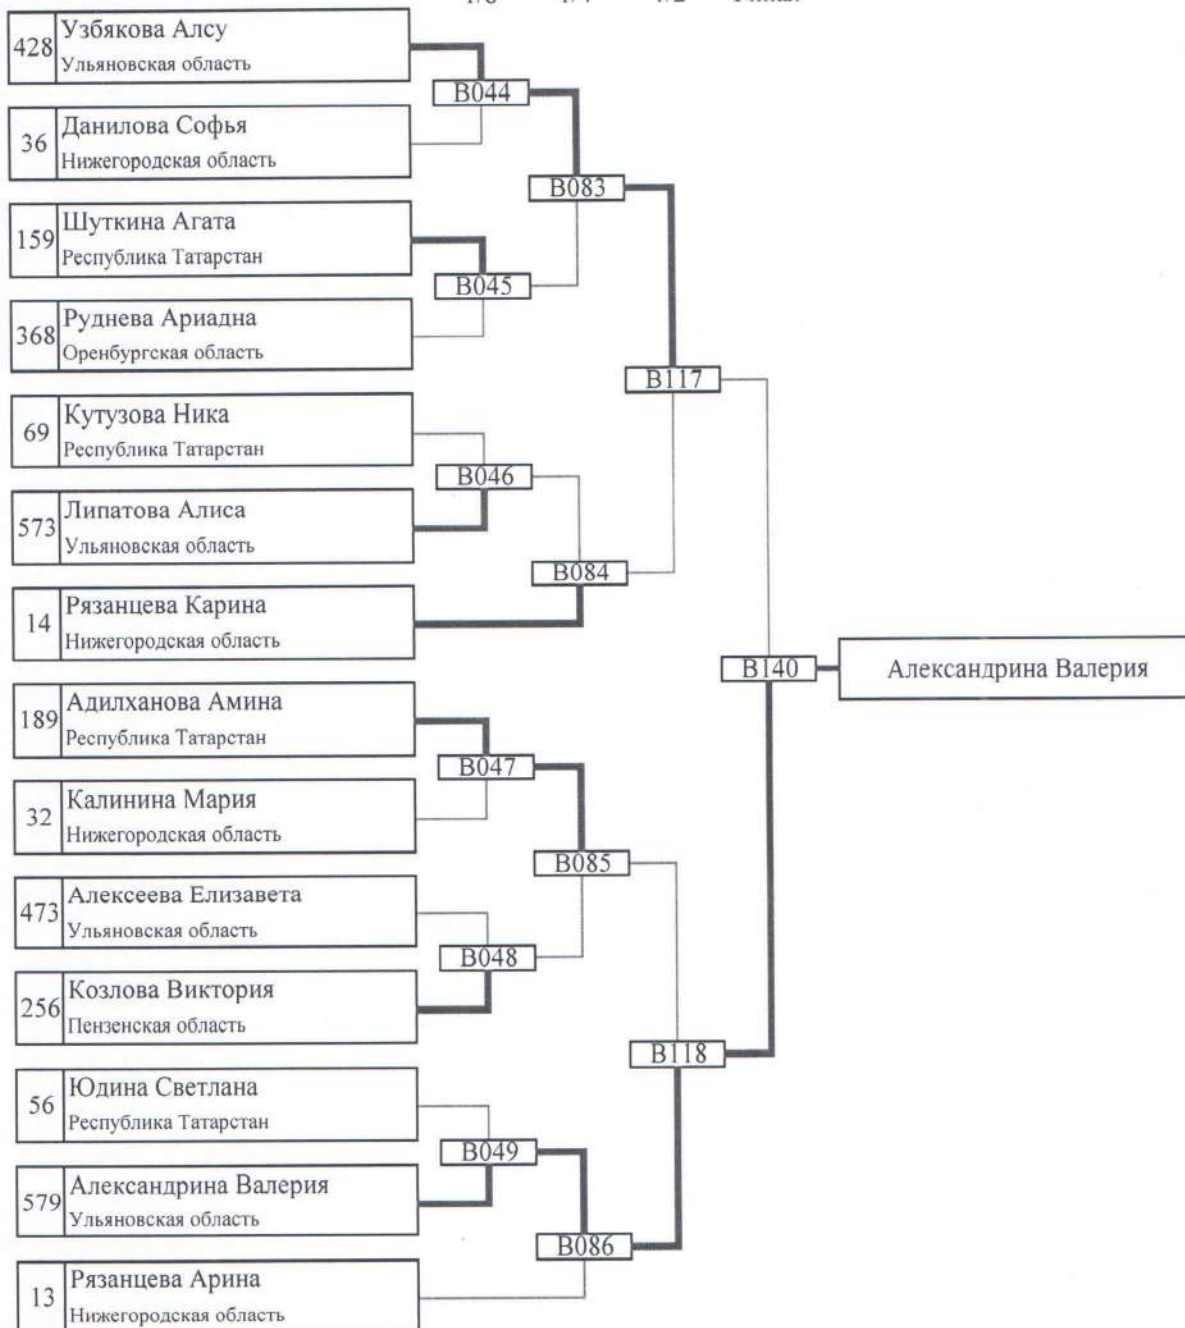 428
Узбякова Алсу
Ульяновская область
B044
36
Данилова Софья
Нижегородская область
B083
159
Шуткина Агата
Республика Татарстан
B045
368
Руднева Ариадна
Оренбургская область
B117
69
Кутузова Ника
Республика Татарстан
B046
573
Липатова Алиса
Ульяновская область
B084
14
Рязанцева Карина
Нижегородская область
B140
Александрина Валерия
189
Адилханова Амина
Республика Татарстан
B047
32
Калинина Мария
Нижегородская область
B085
473
Алексеева Елизавета
Ульяновская область
B048
256
Козлова Виктория
Пензенская область
B118
56
Юдина Светлана
Республика Татарстан
B049
579
Александрина Валерия
Ульяновская область
B086
13
Рязанцева Арина
Нижегородская область